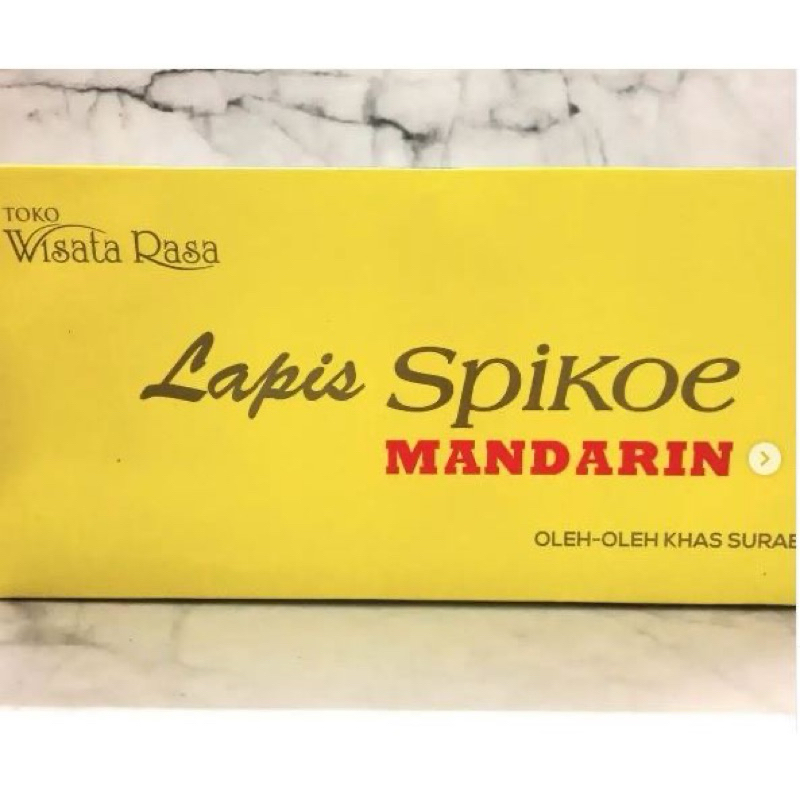 TOKO
Wisata Rasa
Lapis Spikoe
MANDARIN
OLEH-OLEH KHAS